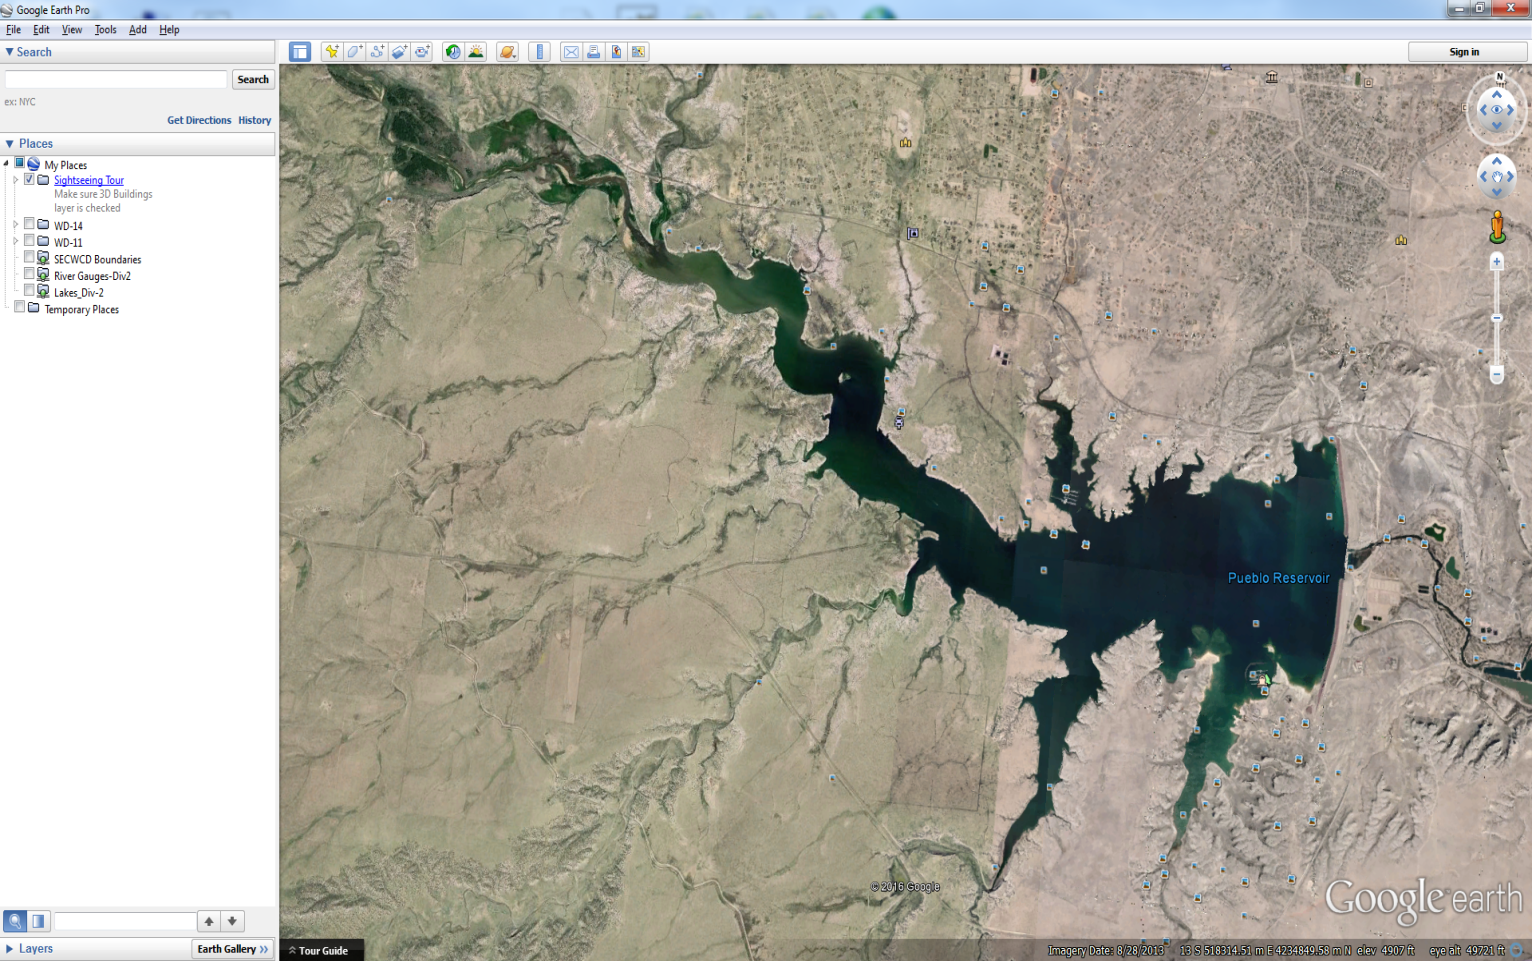 Google Earth Pro
File Edit View Tools Add Help
Search
Search
ex: NYC
Get Directions History
Places
My Places
Sightseeing Tour
Make sure 3D Buildings
layer is checked
WD-14
WD-11
SECWCD Boundaries
River Gauges-Div2
Lakes_Div-2
Temporary Places
Layers
Earth Gallery »
Sign in
N
Pueblo Reservoir
© 2016 Google
Google earth
Tour Guide
Imagery Date: 8/28/2013 13 S 518314.51 m E 4234849.58 m N elev 4907 ft eye alt 49721 ft